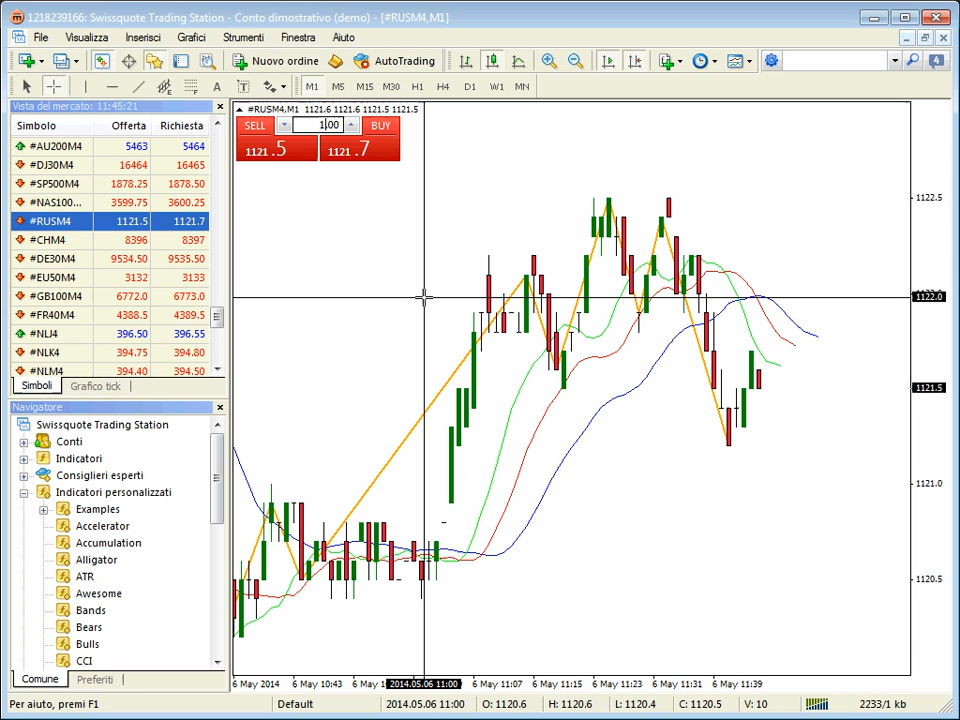 1218239166: Swissquote Trading Station - Conto dimostrativo (demo) - [#RUSM4,M1]
File Visualizza Inserisci Grafici Strumenti Finestra Aiuto
Nuovo ordine AutoTrading 4
A T M1 M5 M15 M30 H1 H4 D1 W1 MN
Vista del mercato: 11:45:21
Simbolo Offerta Richiesta
#AU200M4 5463 5464
#DJ30M4 16464 16465
#SP500M4 1878.25 1878.50
#NAS100... 3599.75 3600.25
#RUSM4 1121.5 1121.7
#CHM4 8396 8397
#DE30M4 9534.50 9535.50
#EU50M4 3132 3133
#GB100M4 6772.0 6773.0
#FR40M4 4388.5 4389.5
#NLJ4 396.50 396.55
#NLK4 394.75 394.80
#NLM4 394.40 394.50
Simboli Grafico tick
Navigatore
Swissquote Trading Station
Conti
Indicatori
Consiglieri esperti
Indicatori personalizzati
Examples
Accelerator
Accumulation
Alligator
ATR
Awesome
Bands
Bears
Bulls
CCI
Comune Preferiti
#RUSM4,M1 1121.6 1121.6 1121.5 1121.5
SELL 1.00 BUY
1121.5 1121.7
1122.5
1122.0
1121.5
1121.0
1120.5
6 May 2014 6 May 10:43 6 May 1 2014.05.06 11:00 6 May 11:07 6 May 11:15 6 May 11:23 6 May 11:31 6 May 11:39
Per aiuto, premi F1 Default 2014.05.06 11:00 O: 1120.6 H: 1120.6 L: 1120.4 C: 1120.5 V: 10 2233/1 kb